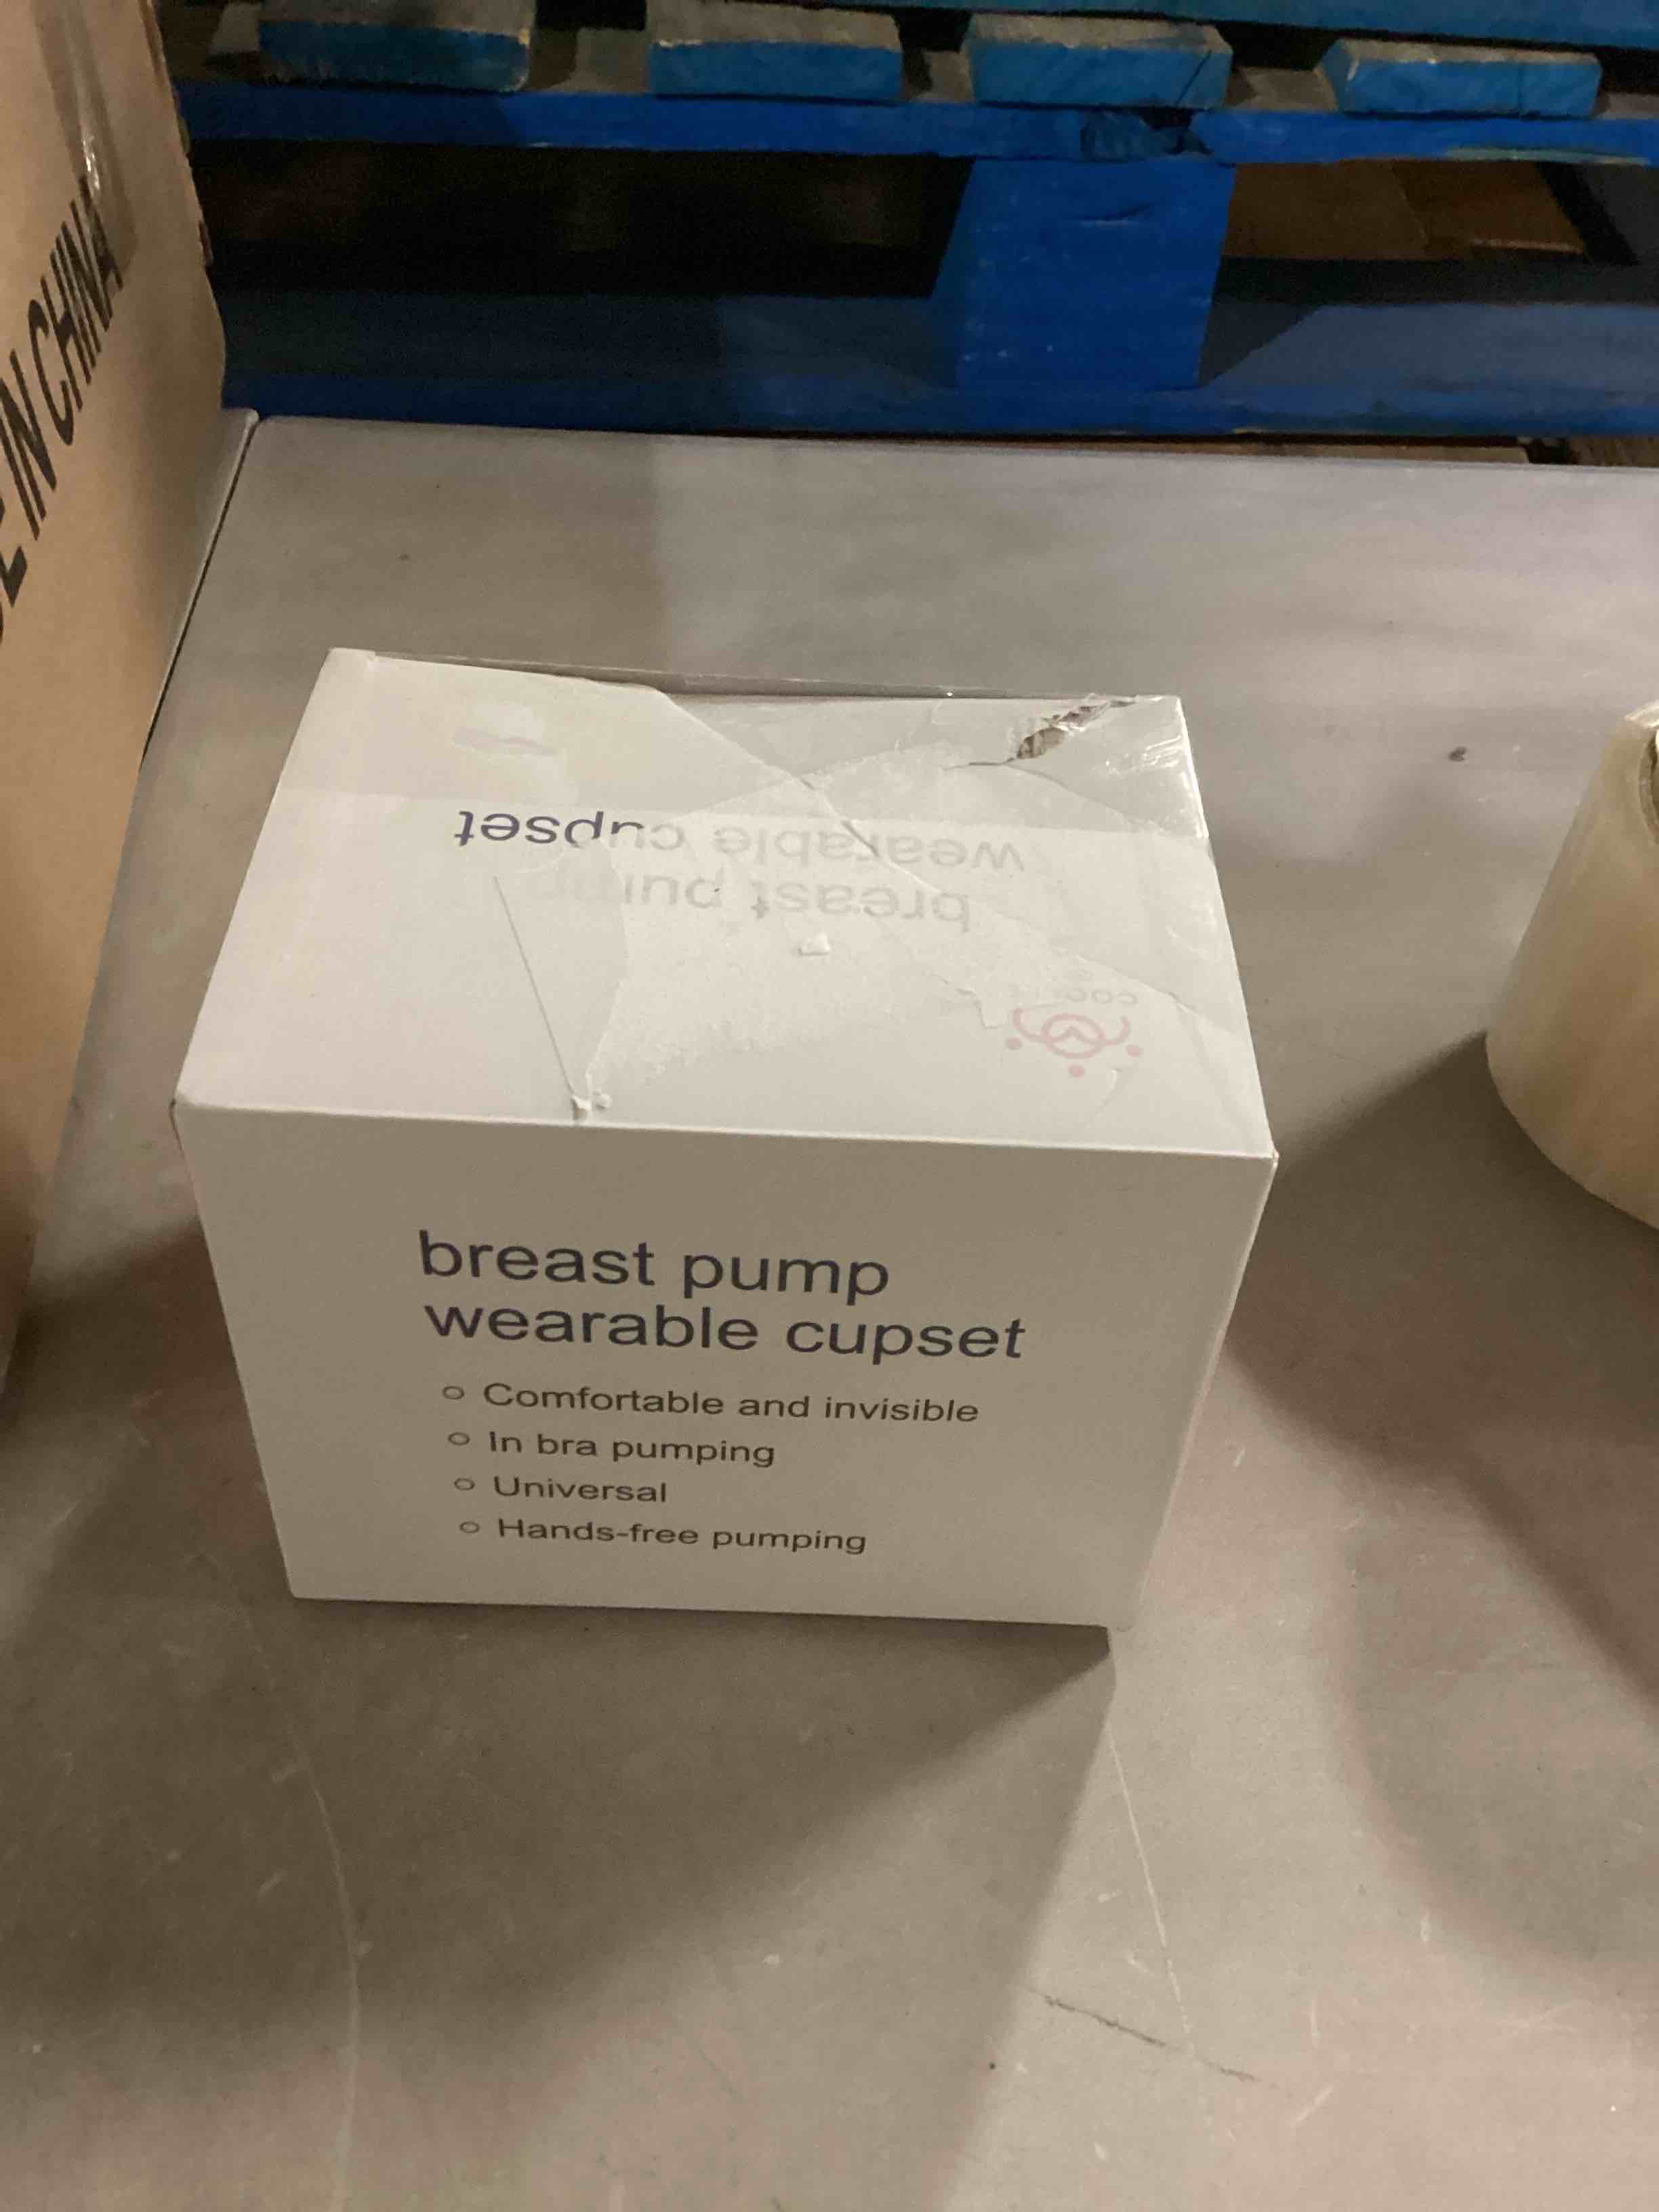 IN CHINA
breast pump
wearable cupset
breast pump
wearable cupset
Comfortable and invisible
In bra pumping
Universal
Hands-free pumping